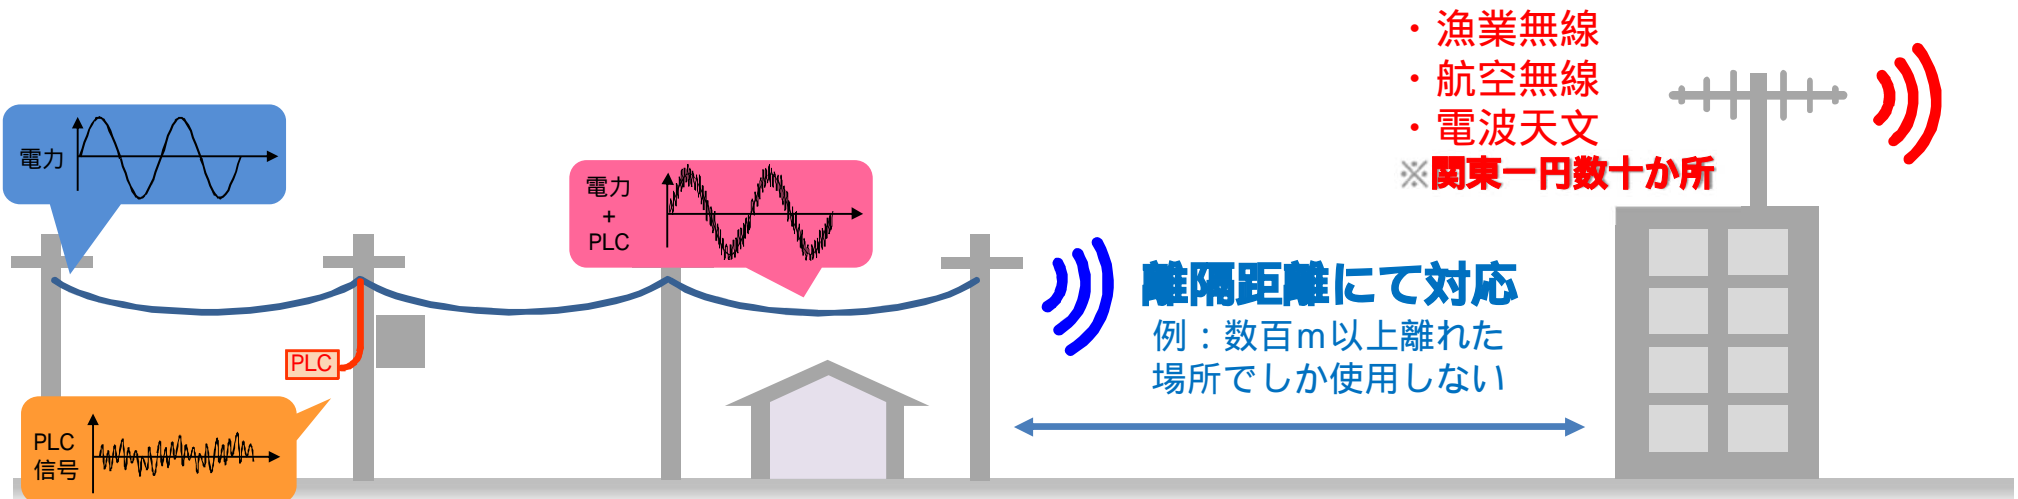 ・漁業無線
・航空無線
・電波天文
※関東一円数十か所
電力
電力
+
PLC
離隔距離にて対応
例：数百m以上離れた
場所でしか使用しない
PLC
PLC
信号